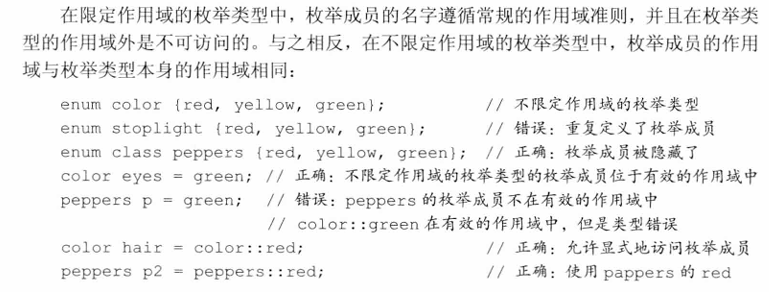 在限定作用域的枚举类型中，枚举成员的名字遵循常规的作用域准则，并且在枚举类
型的作用域外是不可访问的。与之相反，在不限定作用域的枚举类型中，枚举成员的作用
域与枚举类型本身的作用域相同：
enum color {red, yellow, green}; // 不限定作用域的枚举类型
enum stoplight {red, yellow, green}; // 错误：重复定义了枚举成员
enum class peppers {red, yellow, green}; // 正确：枚举成员被隐藏了
color eyes = green; // 正确：不限定作用域的枚举类型的枚举成员位于有效的作用域中
peppers p = green; // 错误：peppers 的枚举成员不在有效的作用域中
// color::green 在有效的作用域中，但是类型错误
color hair = color::red; // 正确：允许显式地访问枚举成员
peppers p2 = peppers::red; // 正确：使用 pappers 的 red